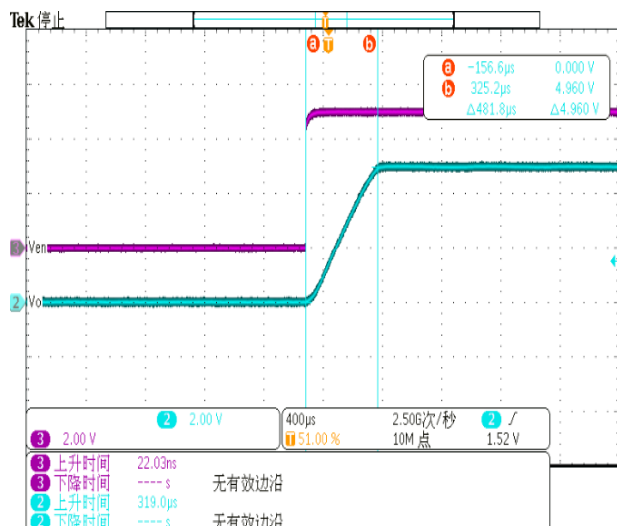 Tek 停止
T
a T b
a -156.6μs 0.000 V
b 325.2μs 4.960 V
Δ481.8μs Δ4.960 V
3 Ven
2 Vo
2 2.00 V
3 2.00 V
400μs 2.50G次/秒 2
T 51.00 % 10M 点 1.52 V
3 上升时间 22.03ns
3 下降时间 ---- s 无有效边沿
2 上升时间 319.0μs
2 下降时间 ---- s 无有效边沿